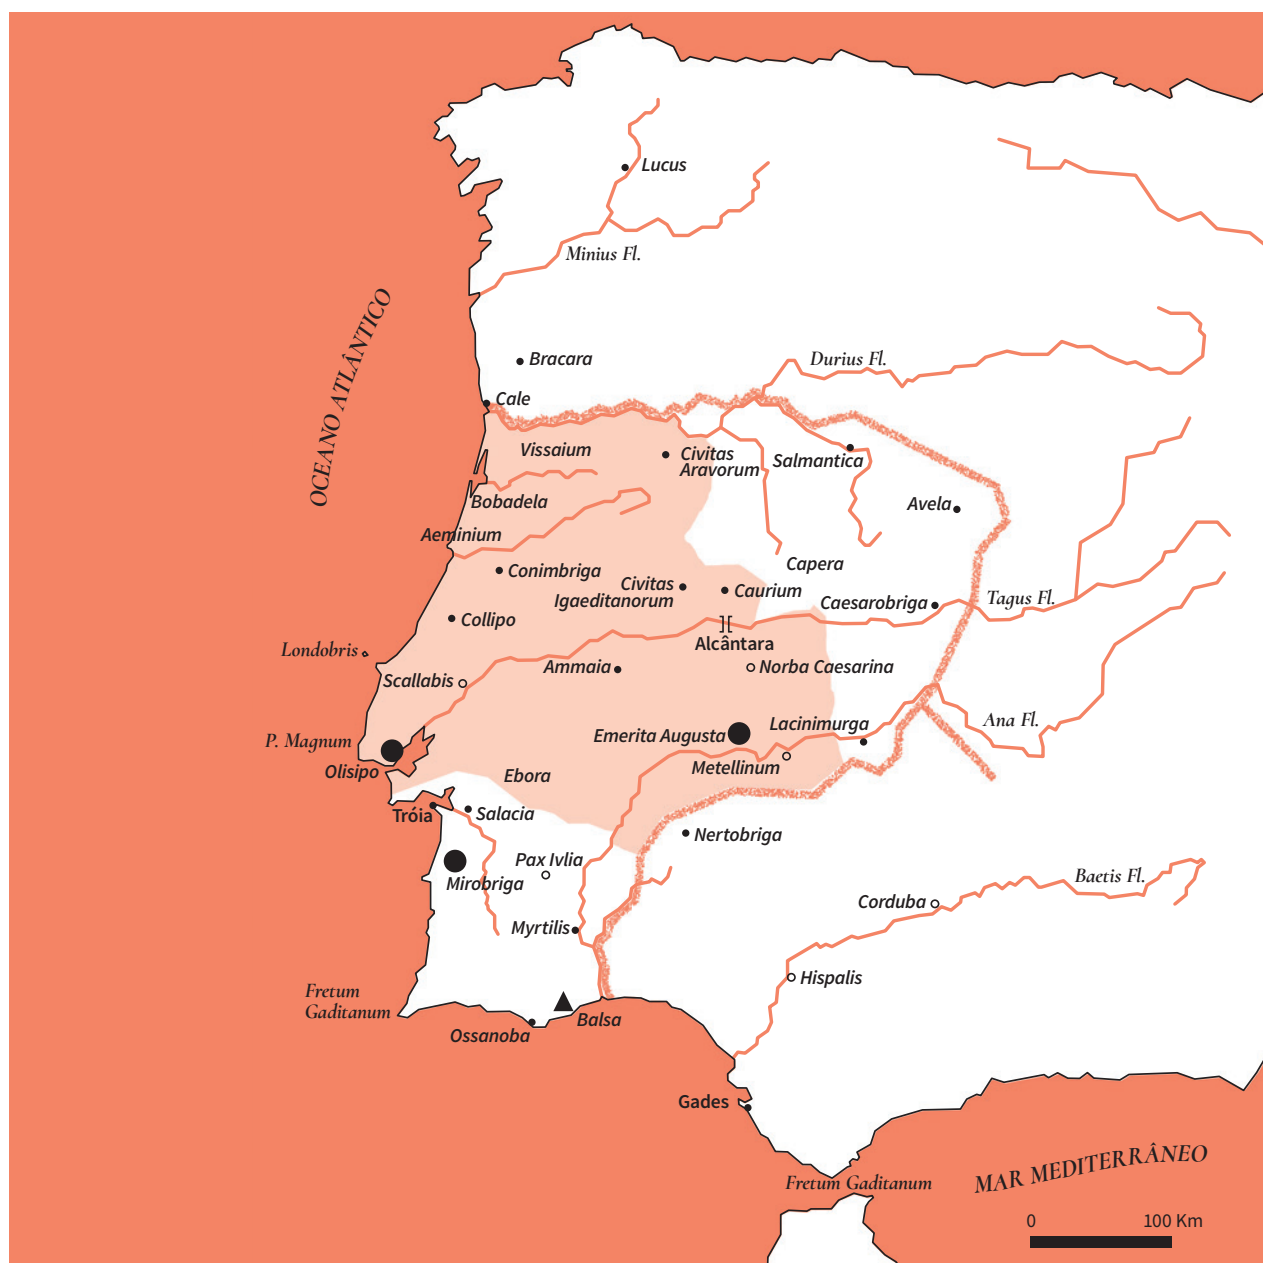 Lucus
Minius Fl.
OCEANO ATLÂNTICO
Bracara
Durius Fl.
Cale
Vissaium
Civitas
Aravorum
Salmantica
Bobadela
Avela
Aeminium
Capera
Conimbriga
Civitas
Igaeditanorum
Caurium
Caesarobriga
Tagus Fl.
Collipo
Alcântara
Londobris
Ammaia
Norba Caesarina
Scallabis
P. Magnum
Olisipo
Emerita Augusta
Lacinimurga
Ana Fl.
Metellinum
Ebora
Tróia
Salacia
Nertobriga
Pax Ivlia
Mirobriga
Baetis Fl.
Corduba
Myrtilis
Hispalis
Fretum
Gaditanum
Balsa
Ossanoba
Gades
MAR MEDITERRÂNEO
Fretum Gaditanum
0 100 Km